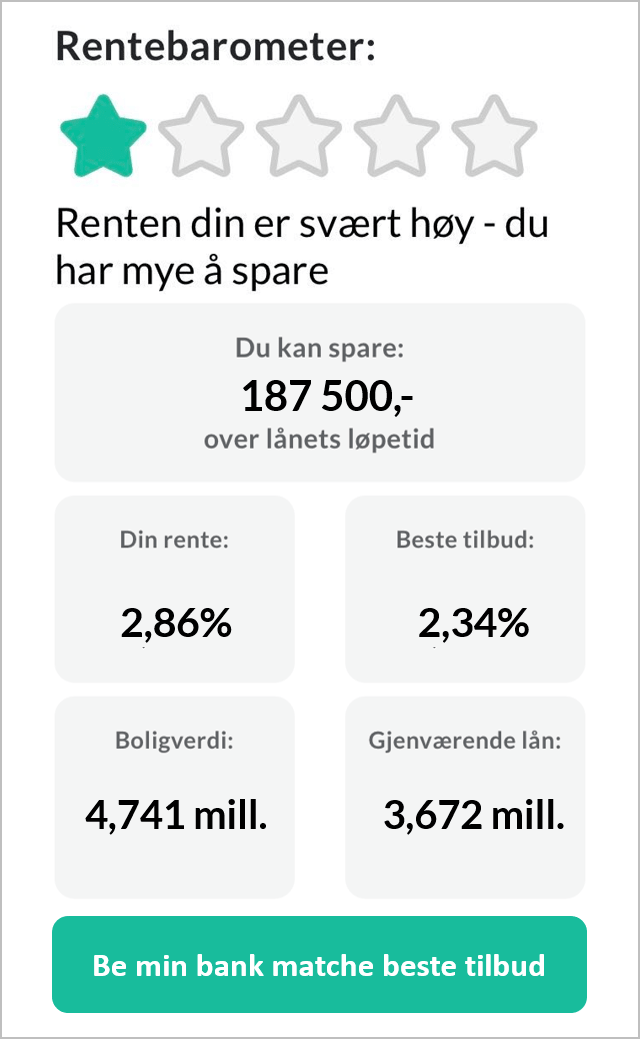 Rentebarometer:
Renten din er svært høy - du
har mye å spare
Du kan spare:
187 500,-
over lånets løpetid
Din rente:
2,86%
Beste tilbud:
2,34%
Boligverdi:
4,741 mill.
Gjenværende lån:
3,672 mill.
Be min bank matche beste tilbud